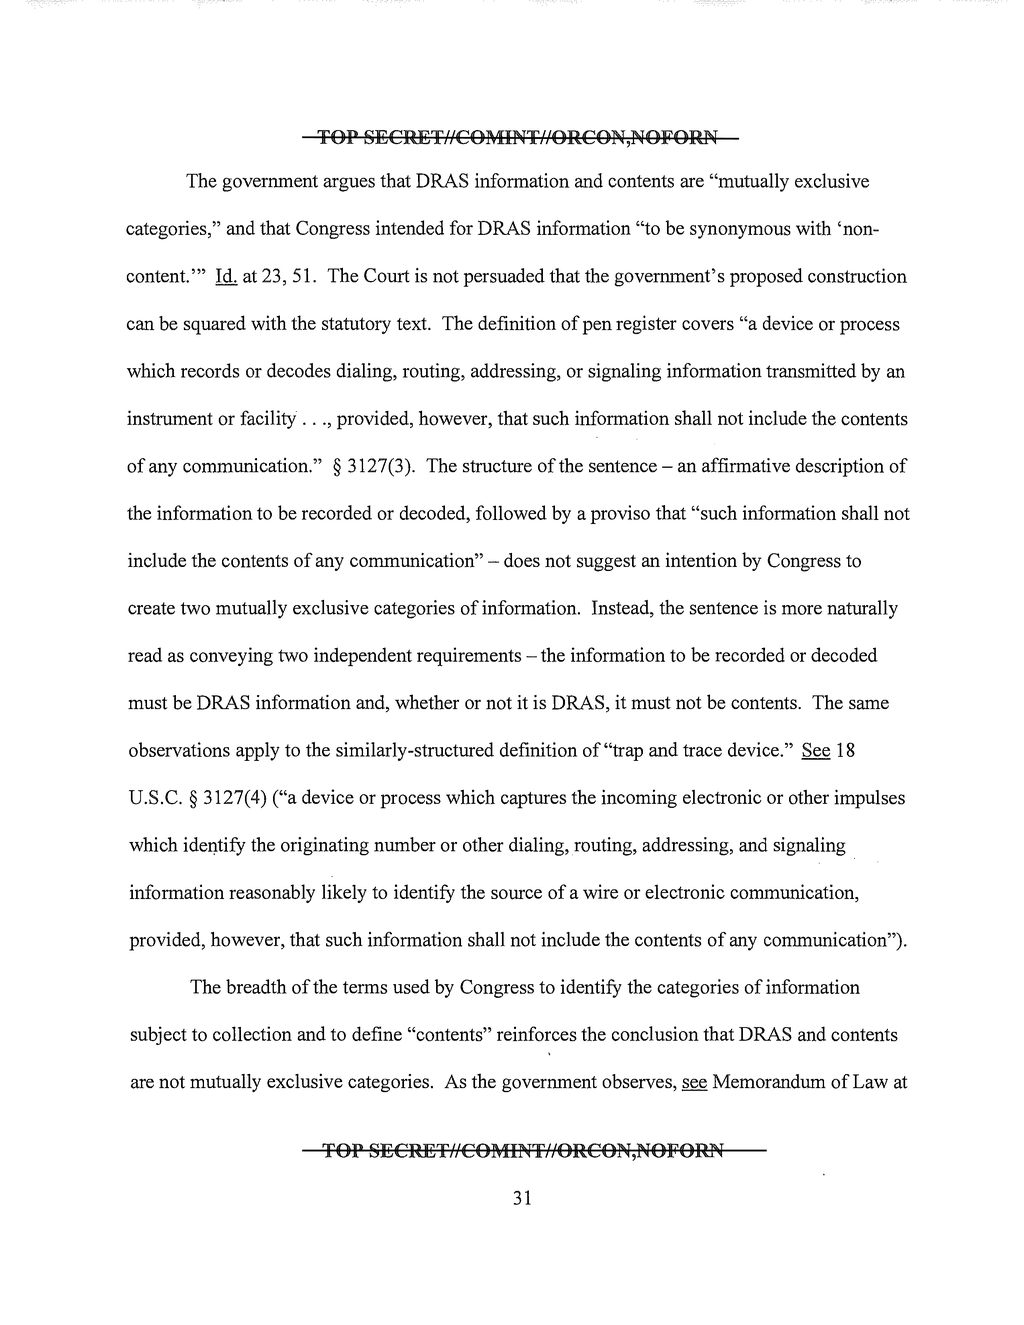 TOP SECRET//COMINT//ORCON,NOFORN
The government argues that DRAS information and contents are “mutually exclusive
categories,” and that Congress intended for DRAS information “to be synonymous with ‘non-
content.’” Id. at 23, 51. The Court is not persuaded that the government’s proposed construction
can be squared with the statutory text. The definition of pen register covers “a device or process
which records or decodes dialing, routing, addressing, or signaling information transmitted by an
instrument or facility . . ., provided, however, that such information shall not include the contents
of any communication.” § 3127(3). The structure of the sentence – an affirmative description of
the information to be recorded or decoded, followed by a proviso that “such information shall not
include the contents of any communication” – does not suggest an intention by Congress to
create two mutually exclusive categories of information. Instead, the sentence is more naturally
read as conveying two independent requirements – the information to be recorded or decoded
must be DRAS information and, whether or not it is DRAS, it must not be contents. The same
observations apply to the similarly-structured definition of “trap and trace device.” See 18
U.S.C. § 3127(4) (“a device or process which captures the incoming electronic or other impulses
which identify the originating number or other dialing, routing, addressing, and signaling
information reasonably likely to identify the source of a wire or electronic communication,
provided, however, that such information shall not include the contents of any communication”).
The breadth of the terms used by Congress to identify the categories of information
subject to collection and to define “contents” reinforces the conclusion that DRAS and contents
are not mutually exclusive categories. As the government observes, see Memorandum of Law at
TOP SECRET//COMINT//ORCON,NOFORN
31